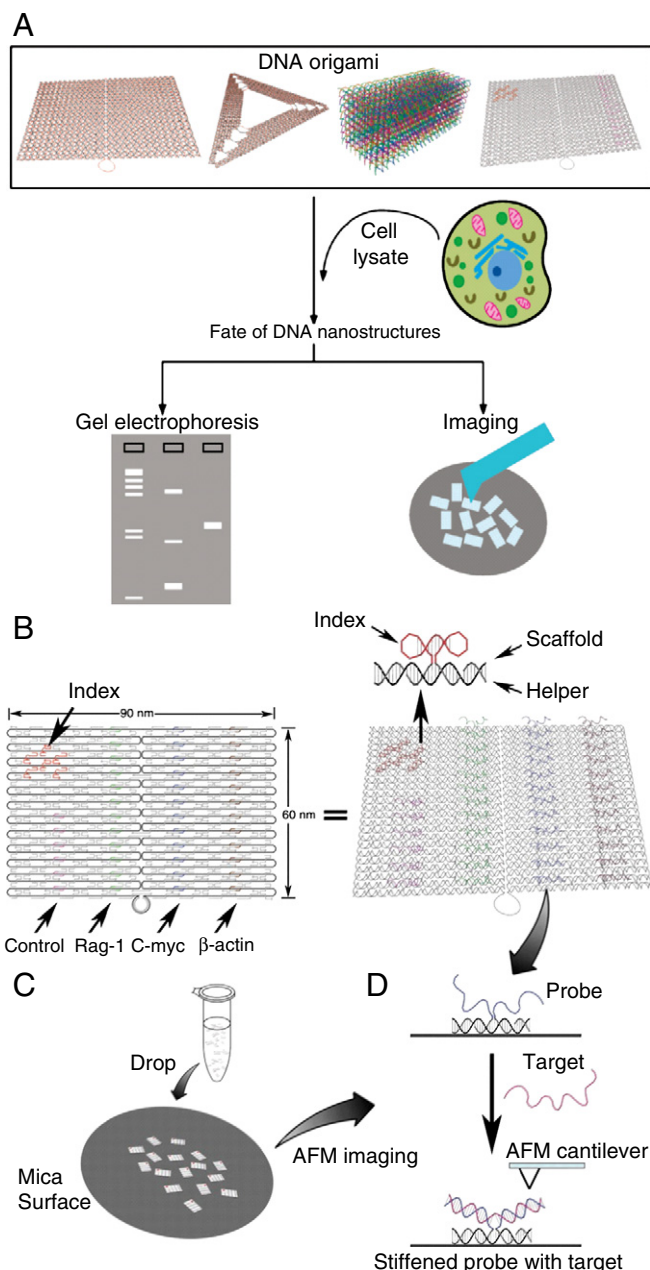 A
DNA origami
Cell
lysate
Fate of DNA nanostructures
Gel electrophoresis
Imaging
B
Index
Scaffold
Helper
Index
90 nm
60 nm
=
Control Rag-1 C-myc β-actin
C
Drop
Mica
Surface
AFM imaging
D
Probe
Target
AFM cantilever
Stiffened probe with target